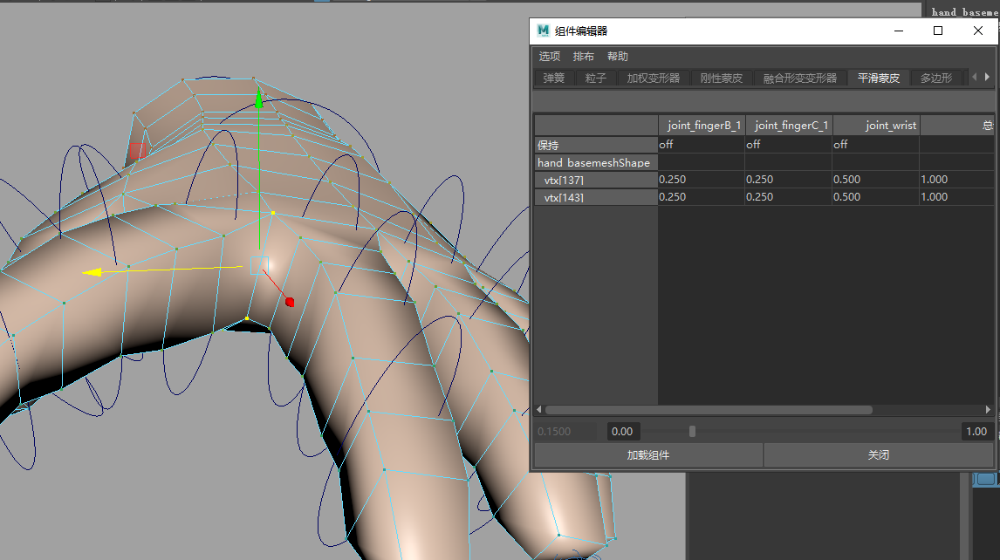 hand_baseme
M 组件编辑器
选项 排布 帮助
弹簧 粒子 加权变形器 刚性蒙皮 融合形变变形器 平滑蒙皮 多边形
joint_fingerB_1 joint_fingerC_1 joint_wrist 总
保持 off off off
hand_basemeshShape
vtx[137] 0.250 0.250 0.500 1.000
vtx[143] 0.250 0.250 0.500 1.000
0.1500 0.00 1.00
加载组件 关闭